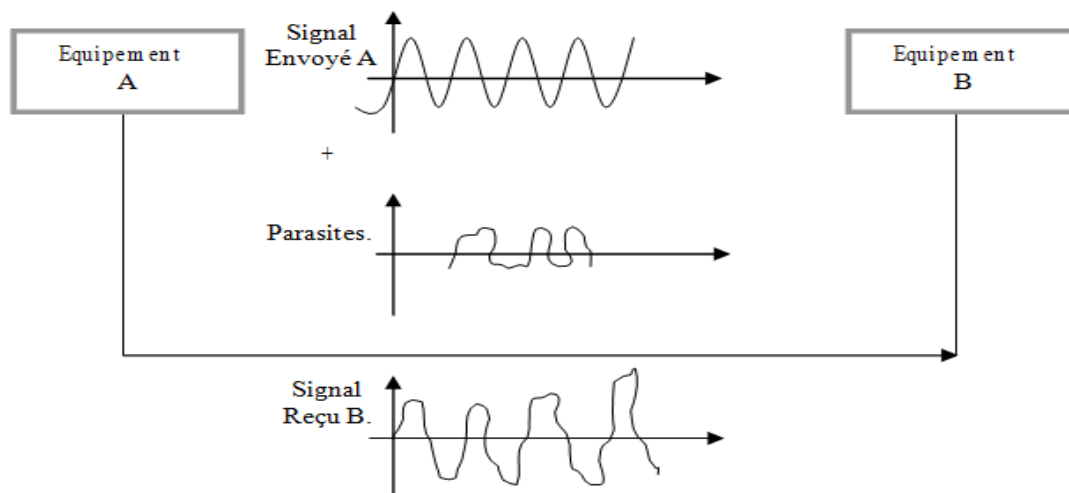 Equipement
A
Signal
Envoyé A
Equipement
B
+
Parasites.
Signal
Reçu B.